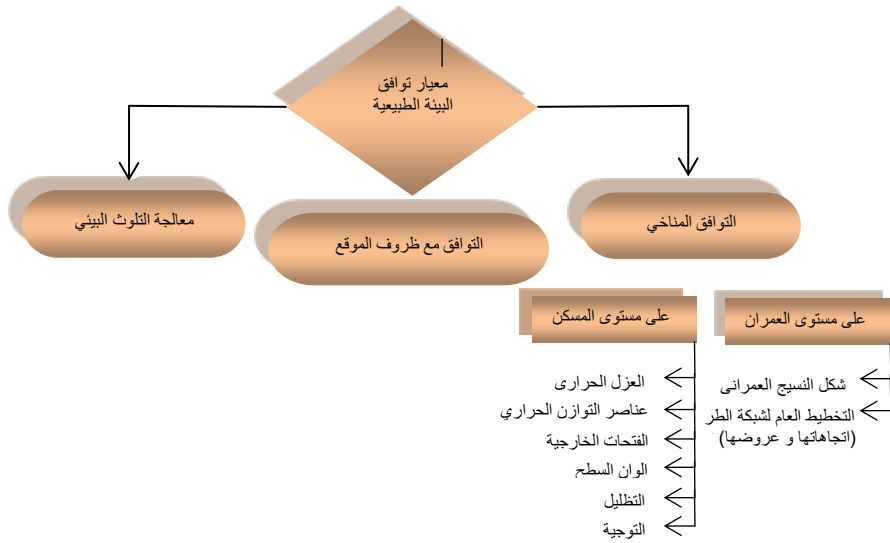 معيار توافق
البيئة الطبيعية
التوافق المناخي
التوافق مع ظروف الموقع
معالجة التلوث البيئي
على مستوى العمران
شكل النسيج العمرانى
التخطيط العام لشبكة الطر
(اتجاهاتها و عروضها)
على مستوى المسكن
العزل الحرارى
عناصر التوازن الحراري
الفتحات الخارجية
الوان السطح
التظليل
التوجية